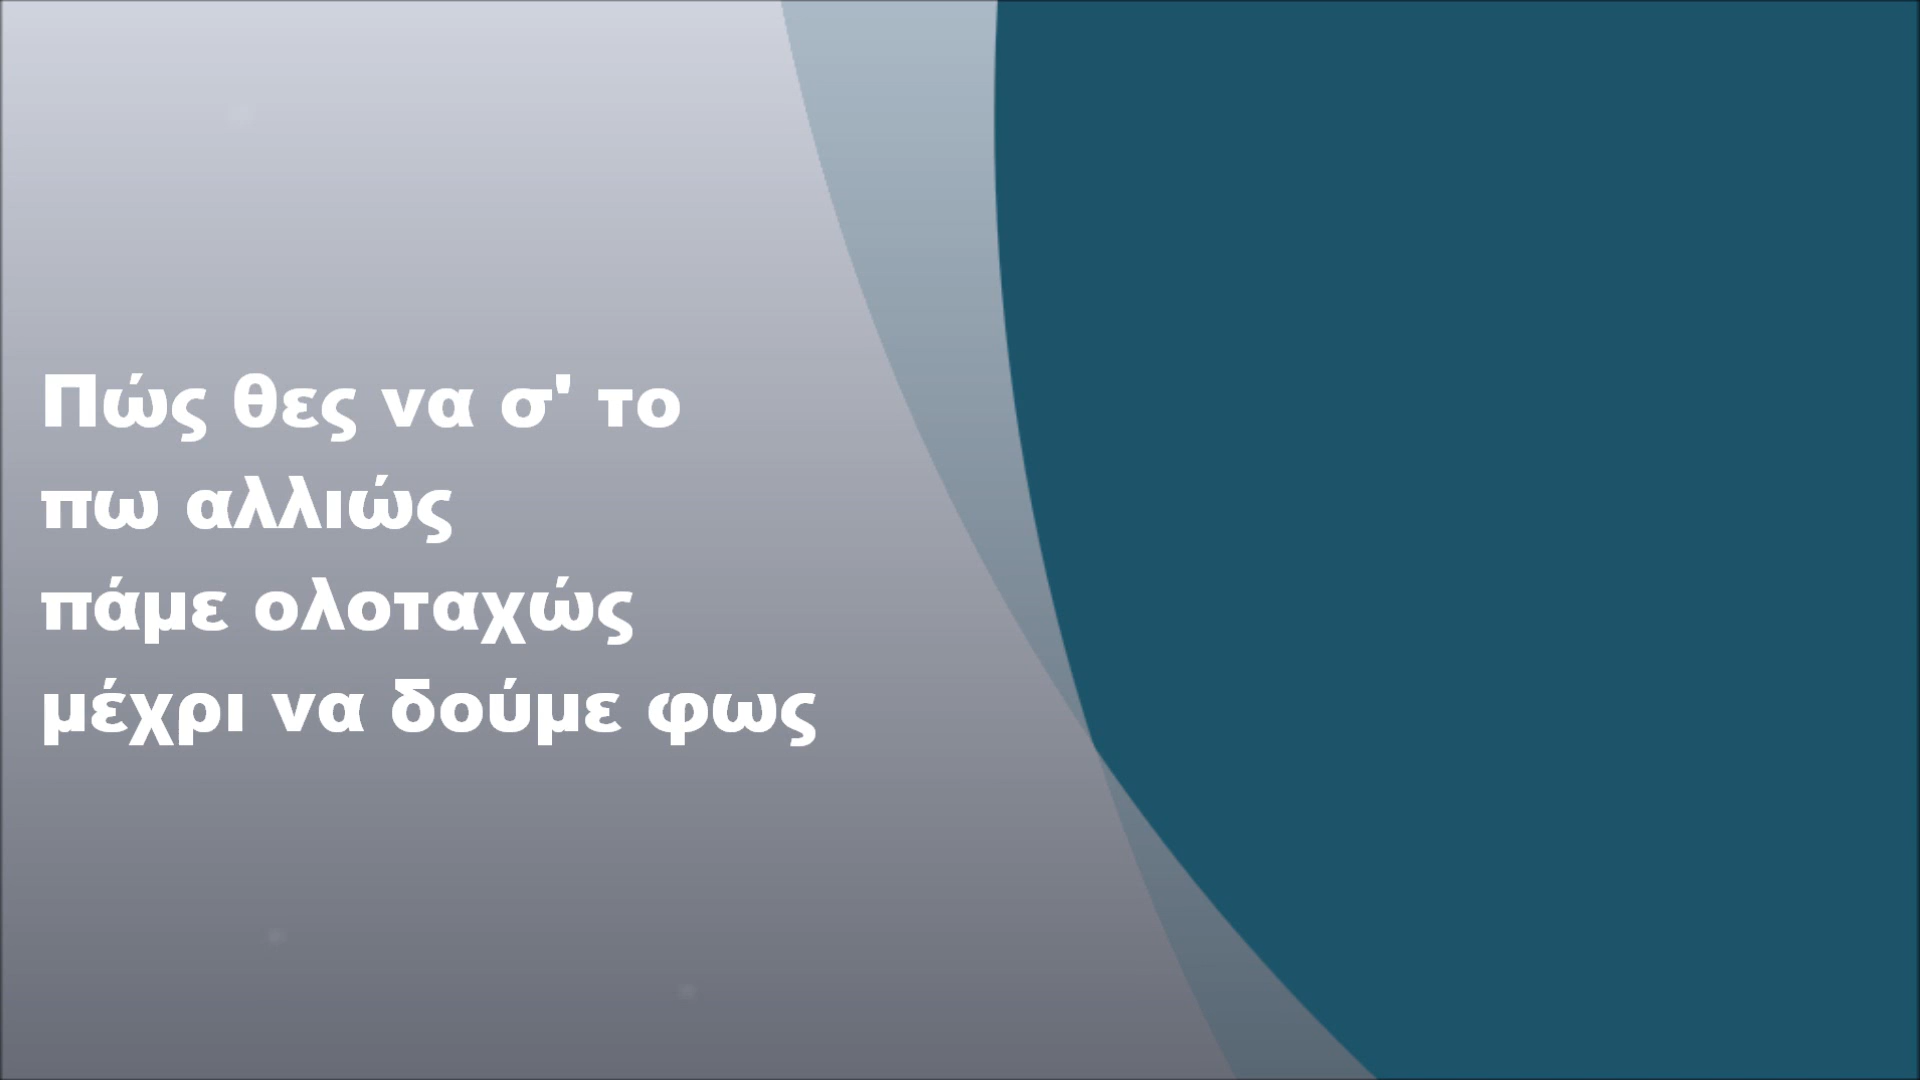 Πώς θες να σ' το
πω αλλιώς
πάμε ολοταχώς
μέχρι να δούμε φως